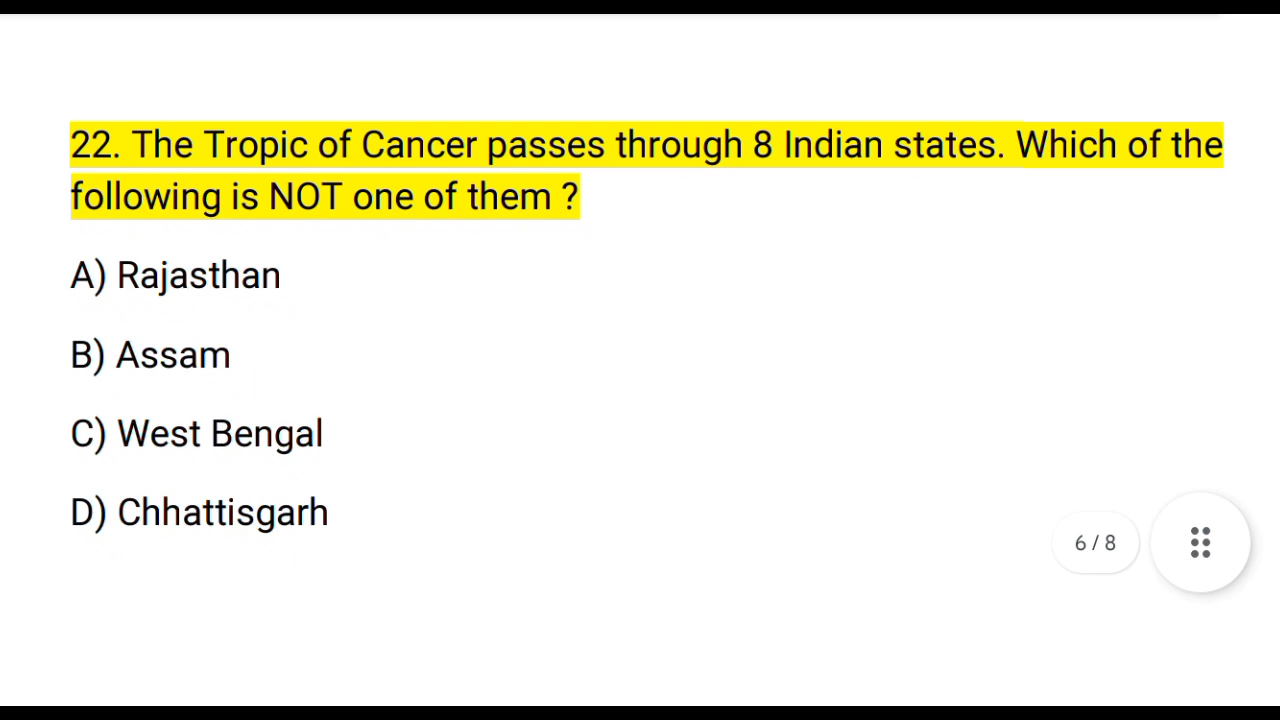 22. The Tropic of Cancer passes through 8 Indian states. Which of the
following is NOT one of them ?
A) Rajasthan
B) Assam
C) West Bengal
D) Chhattisgarh
6 / 8